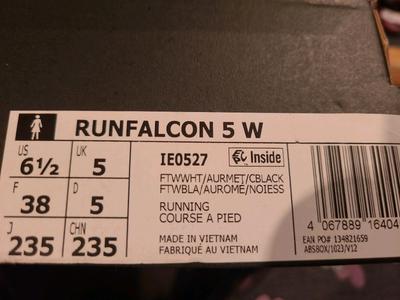 RUNFALCON 5 W
US UK
6½ 5
F D
38 5
J CHN
235 235
IE0527
Inside
FTWWHT/AURMET/CBLACK
FTWBLA/AUROME/NOIESS
RUNNING
COURSE A PIED
MADE IN VIETNAM
FABRIQUÉ AU VIETNAM
4 067889 16404
EAN PO# 134821659
ABSBOX/1023/V12